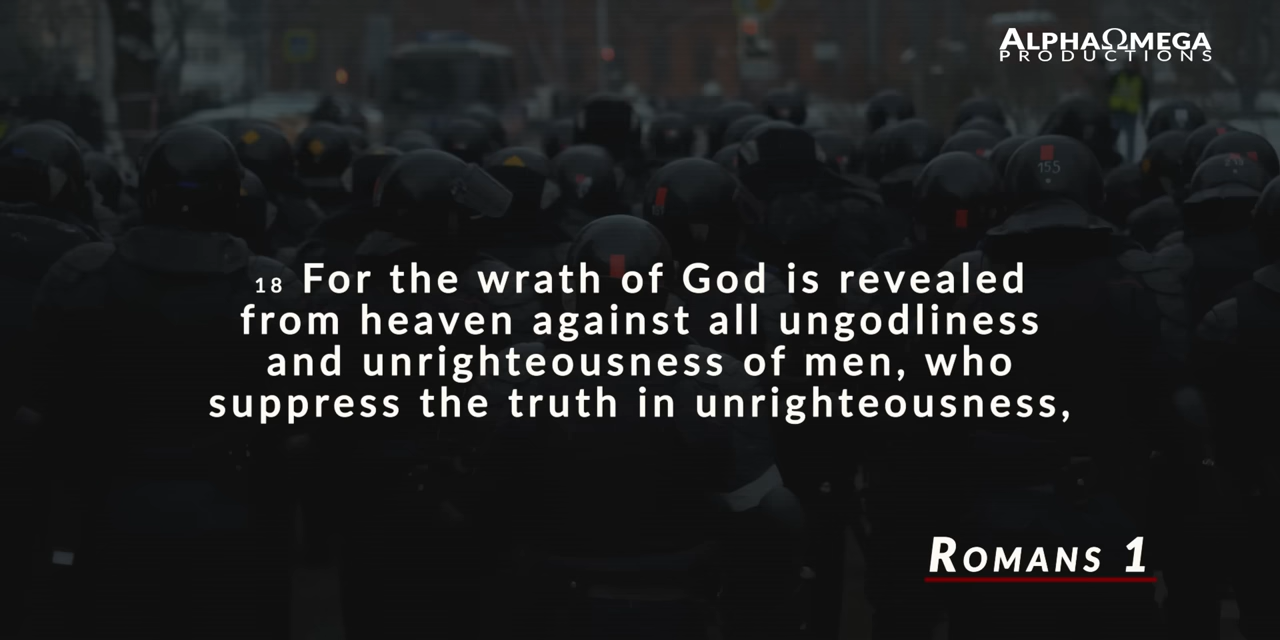 AlphaΩmega
PRODUCTIONS
155
18 For the wrath of God is revealed
from heaven against all ungodliness
and unrighteousness of men, who
suppress the truth in unrighteousness,
Romans 1